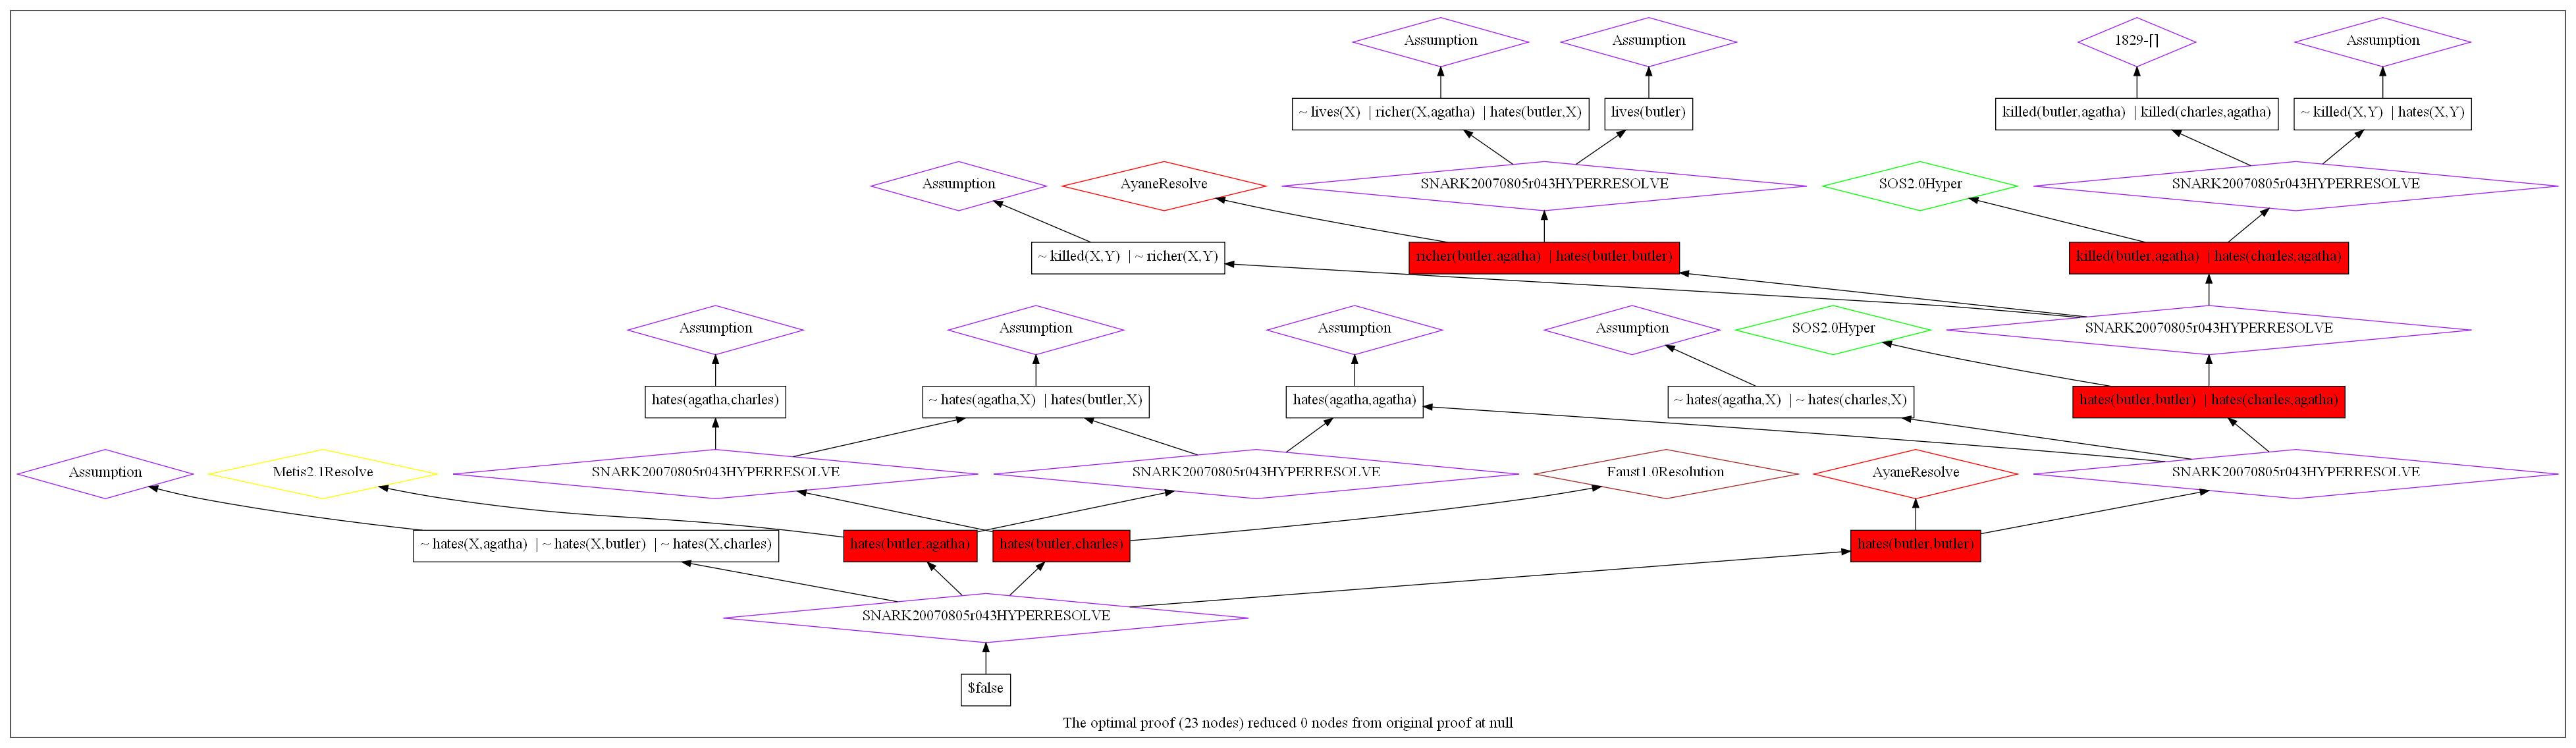 Assumption
Assumption
1829-[]
Assumption
~ lives(X) | richer(X,agatha) | hates(butler,X)
lives(butler)
killed(butler,agatha) | killed(charles,agatha)
~ killed(X,Y) | hates(X,Y)
Assumption
AyaneResolve
SNARK20070805r043HYPERRESOLVE
SOS2.0Hyper
SNARK20070805r043HYPERRESOLVE
~ killed(X,Y) | ~ richer(X,Y)
richer(butler,agatha) | hates(butler,butler)
killed(butler,agatha) | hates(charles,agatha)
Assumption
Assumption
Assumption
Assumption
SOS2.0Hyper
SNARK20070805r043HYPERRESOLVE
hates(agatha,charles)
~ hates(agatha,X) | hates(butler,X)
hates(agatha,agatha)
~ hates(agatha,X) | ~ hates(charles,X)
hates(butler,butler) | hates(charles,agatha)
Assumption
Metis2.1Resolve
SNARK20070805r043HYPERRESOLVE
SNARK20070805r043HYPERRESOLVE
Faust1.0Resolution
AyaneResolve
SNARK20070805r043HYPERRESOLVE
~ hates(X,agatha) | ~ hates(X,butler) | ~ hates(X,charles)
hates(butler,agatha)
hates(butler,charles)
hates(butler,butler)
SNARK20070805r043HYPERRESOLVE
$false
The optimal proof (23 nodes) reduced 0 nodes from original proof at null